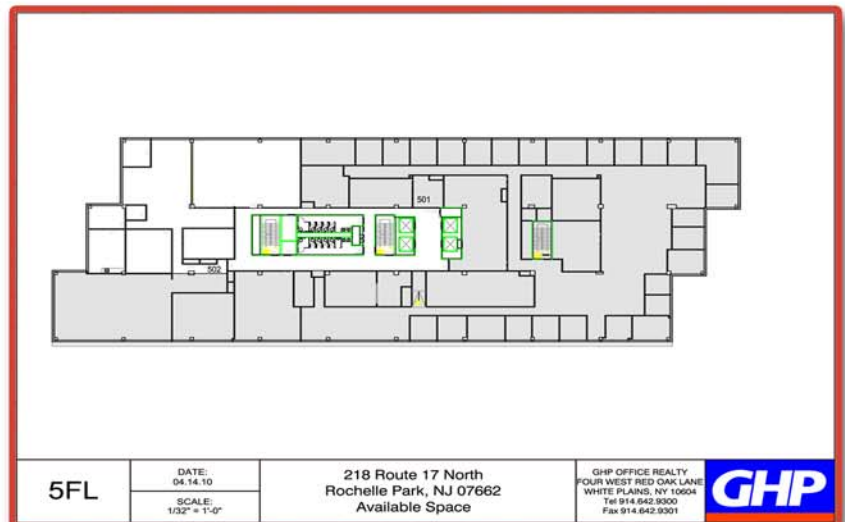 501
502
5FL
DATE:
04.14.10
SCALE:
1/32" = 1'-0"
218 Route 17 North
Rochelle Park, NJ 07662
Available Space
GHP OFFICE REALTY
FOUR WEST RED OAK LANE
WHITE PLAINS, NY 10604
Tel 914.642.9300
Fax 914.642.9301
GHP